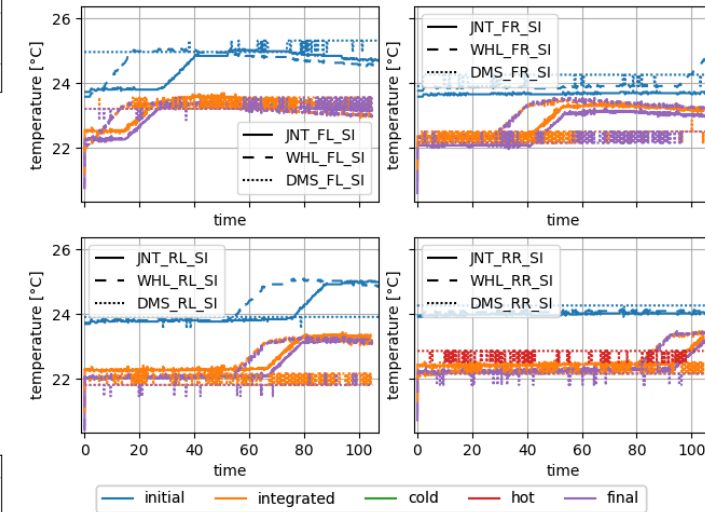 26
24
22
temperature [°C]
JNT_FL_SI
WHL_FL_SI
DMS_FL_SI
time
temperature [°C]
JNT_FR_SI
WHL_FR_SI
DMS_FR_SI
time
26
24
22
temperature [°C]
JNT_RL_SI
WHL_RL_SI
DMS_RL_SI
0 20 40 60 80 100
time
temperature [°C]
JNT_RR_SI
WHL_RR_SI
DMS_RR_SI
0 20 40 60 80 100
time
initial integrated cold hot final